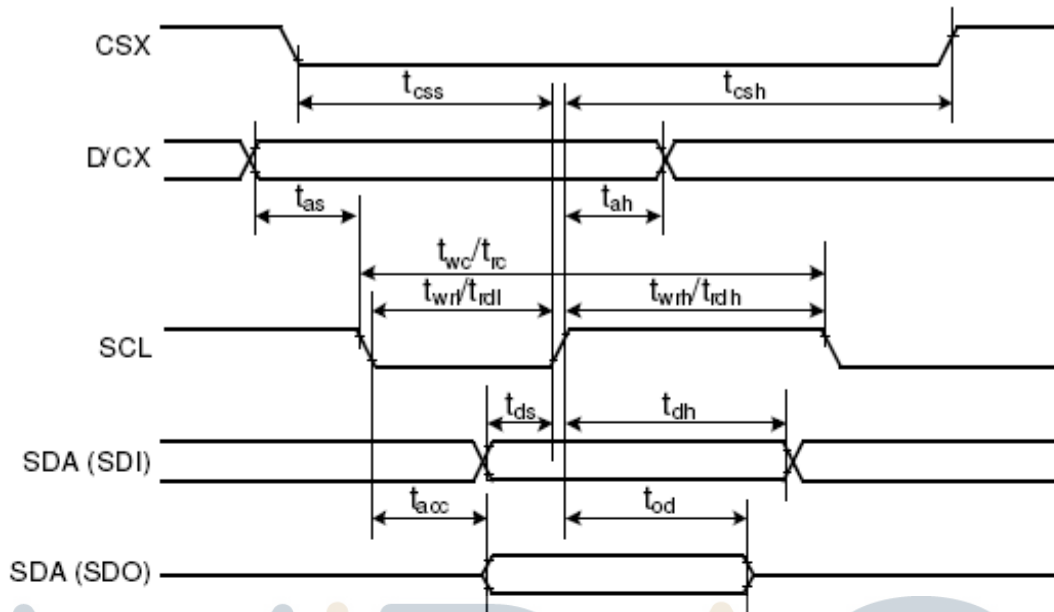 CSX
t_css t_csh
D/CX
t_as t_ah
t_wc/t_rc
t_wrl/t_rdl t_wrh/t_rdh
SCL
t_ds t_dh
SDA (SDI)
t_acc t_od
SDA (SDO)